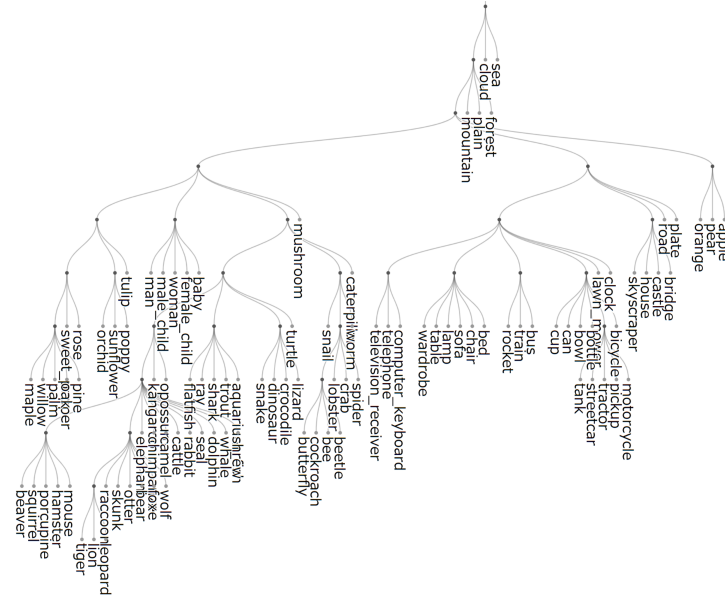 sea
cloud
forest
plain
mountain
mushroom
plate
road
apple
pear
orange
baby
female_child
woman
male_child
man
tulip
caterpillar
worm
clock
lawn_mower
bridge
castle
house
skyscraper
rose
sweet_pepper
poppy
sunflower
orchid
turtle
snail
computer_keyboard
telephone
television_receiver
bed
chair
sofa
lamp
table
wardrobe
bus
train
rocket
bicycle
bottle
bowl
can
cup
pine
oak
palm
willow
maple
opossum
kangaroo
camel
cattle
rabbit
aquarium_fish
trout
shark
ray
flatfish
lizard
crocodile
dinosaur
snake
spider
crab
lobster
motorcycle
pickup
tractor
streetcar
tank
shrew
whale
dolphin
seal
chimpanzee
elephant
beetle
bee
cockroach
butterfly
mouse
hamster
porcupine
squirrel
beaver
wolf
fox
bear
otter
skunk
raccoon
leopard
lion
tiger